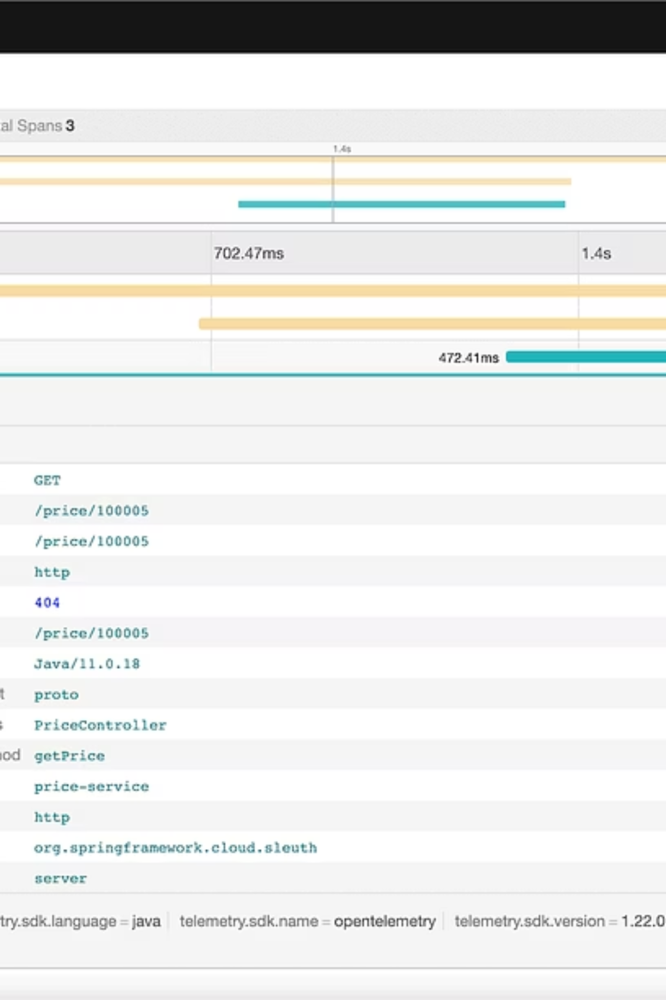 al Spans 3
1.4s
702.47ms 1.4s
472.41ms
GET
/price/100005
/price/100005
http
404
/price/100005
Java/11.0.18
t proto
s PriceController
od getPrice
price-service
http
org.springframework.cloud.sleuth
server
try.sdk.language = java telemetry.sdk.name = opentelemetry telemetry.sdk.version = 1.22.0